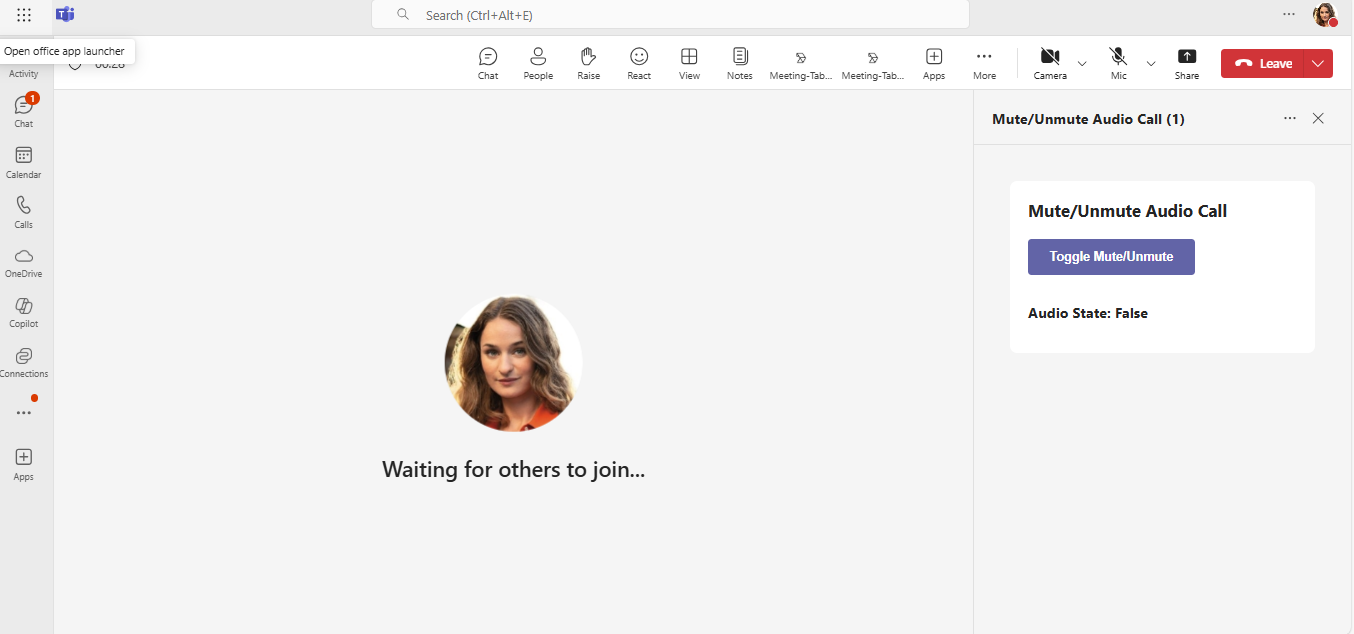 Search (Ctrl+Alt+E)
Open office app launcher
00:28
Chat
People
Raise
React
View
Notes
Meeting-Tab...
Meeting-Tab...
Apps
More
Camera
Mic
Share
Leave
Activity
1
Chat
Calendar
Calls
OneDrive
Copilot
Connections
Apps
Waiting for others to join...
Mute/Unmute Audio Call (1)
Mute/Unmute Audio Call
Toggle Mute/Unmute
Audio State: False